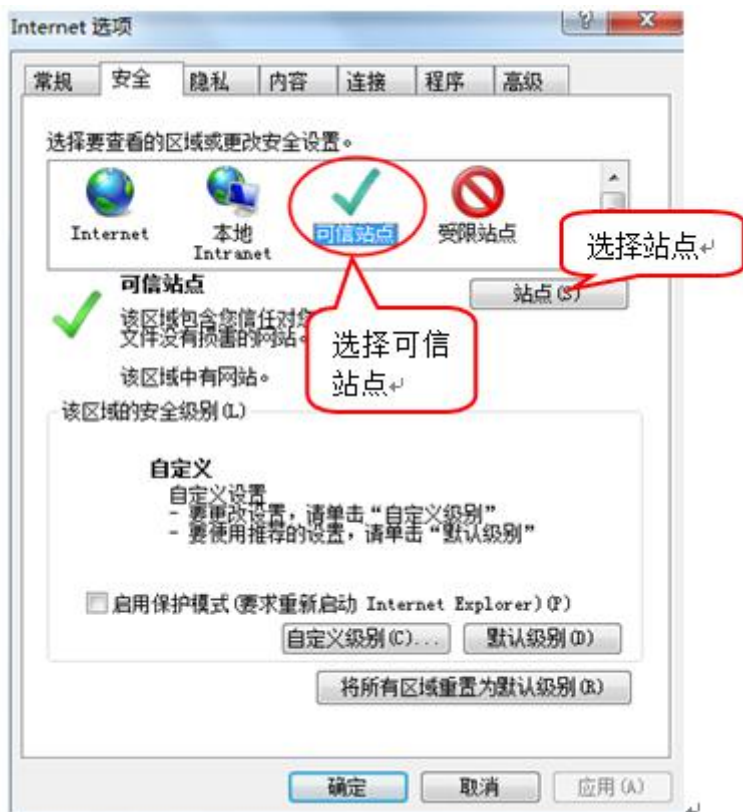 Internet 选项
常规 安全 隐私 内容 连接 程序 高级
选择要查看的区域或更改安全设置。
Internet
本地
Intranet
可信站点
受限站点
选择站点
可信站点
站点(S)
该区域包含您信任对您
文件没有损害的网站。
选择可信
站点
该区域中有网站。
该区域的安全级别(L)
自定义
自定义设置
- 要更改设置，请单击“自定义级别”
- 要使用推荐的设置，请单击“默认级别”
启用保护模式(要求重新启动 Internet Explorer)(P)
自定义级别(C)... 默认级别(D)
将所有区域重置为默认级别(R)
确定 取消 应用(A)